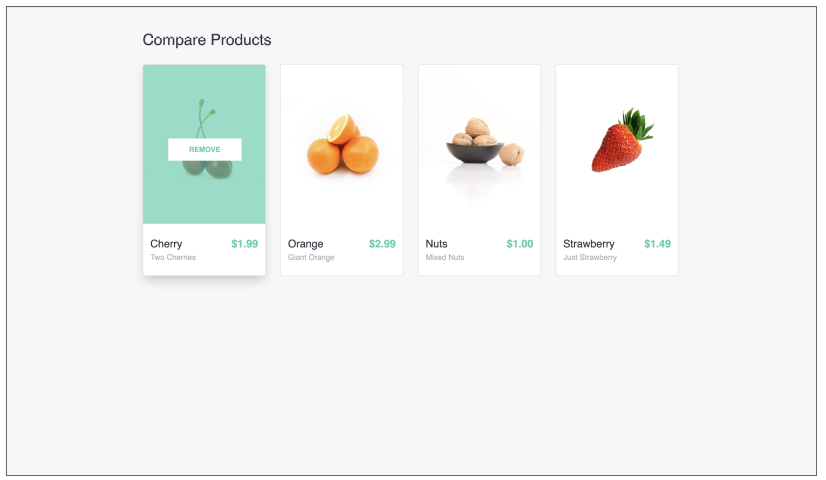 Compare Products
REMOVE
Cherry $1.99
Two Cherries
Orange $2.99
Giant Orange
Nuts $1.00
Mixed Nuts
Strawberry $1.49
Just Strawberry